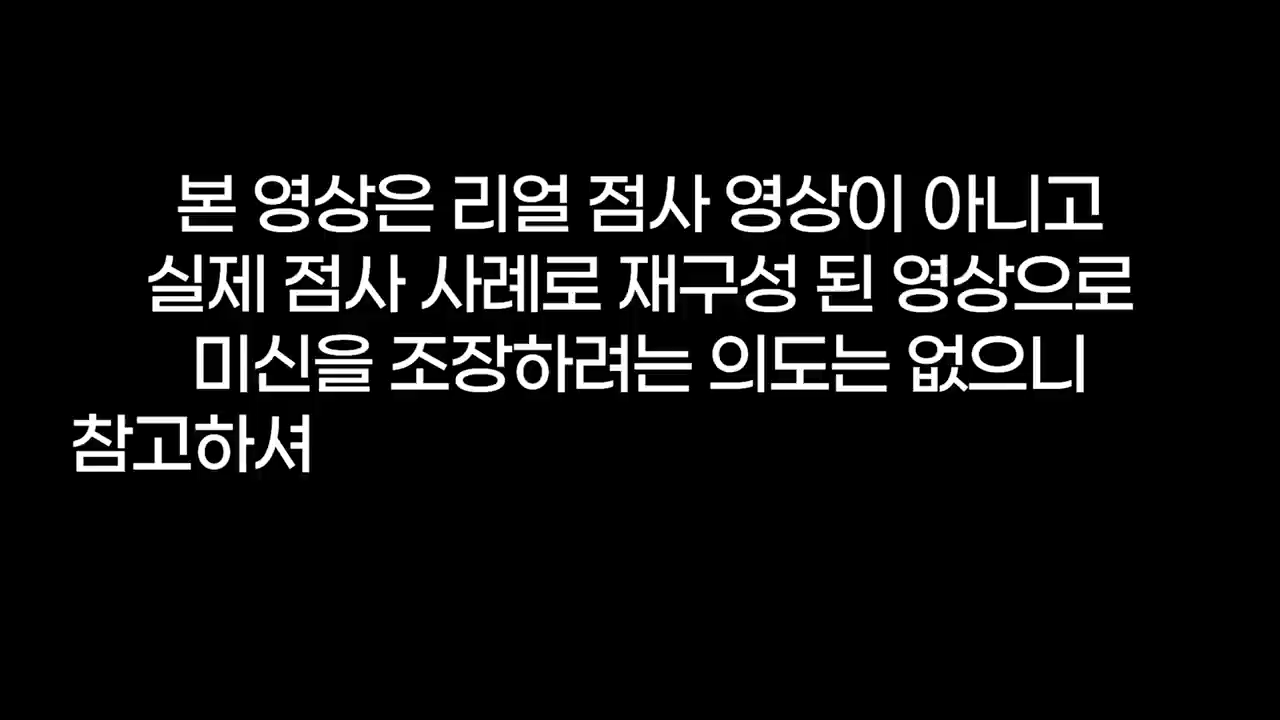 본 영상은 리얼 점사 영상이 아니고
실제 점사 사례로 재구성 된 영상으로
미신을 조장하려는 의도는 없으니
참고하셔